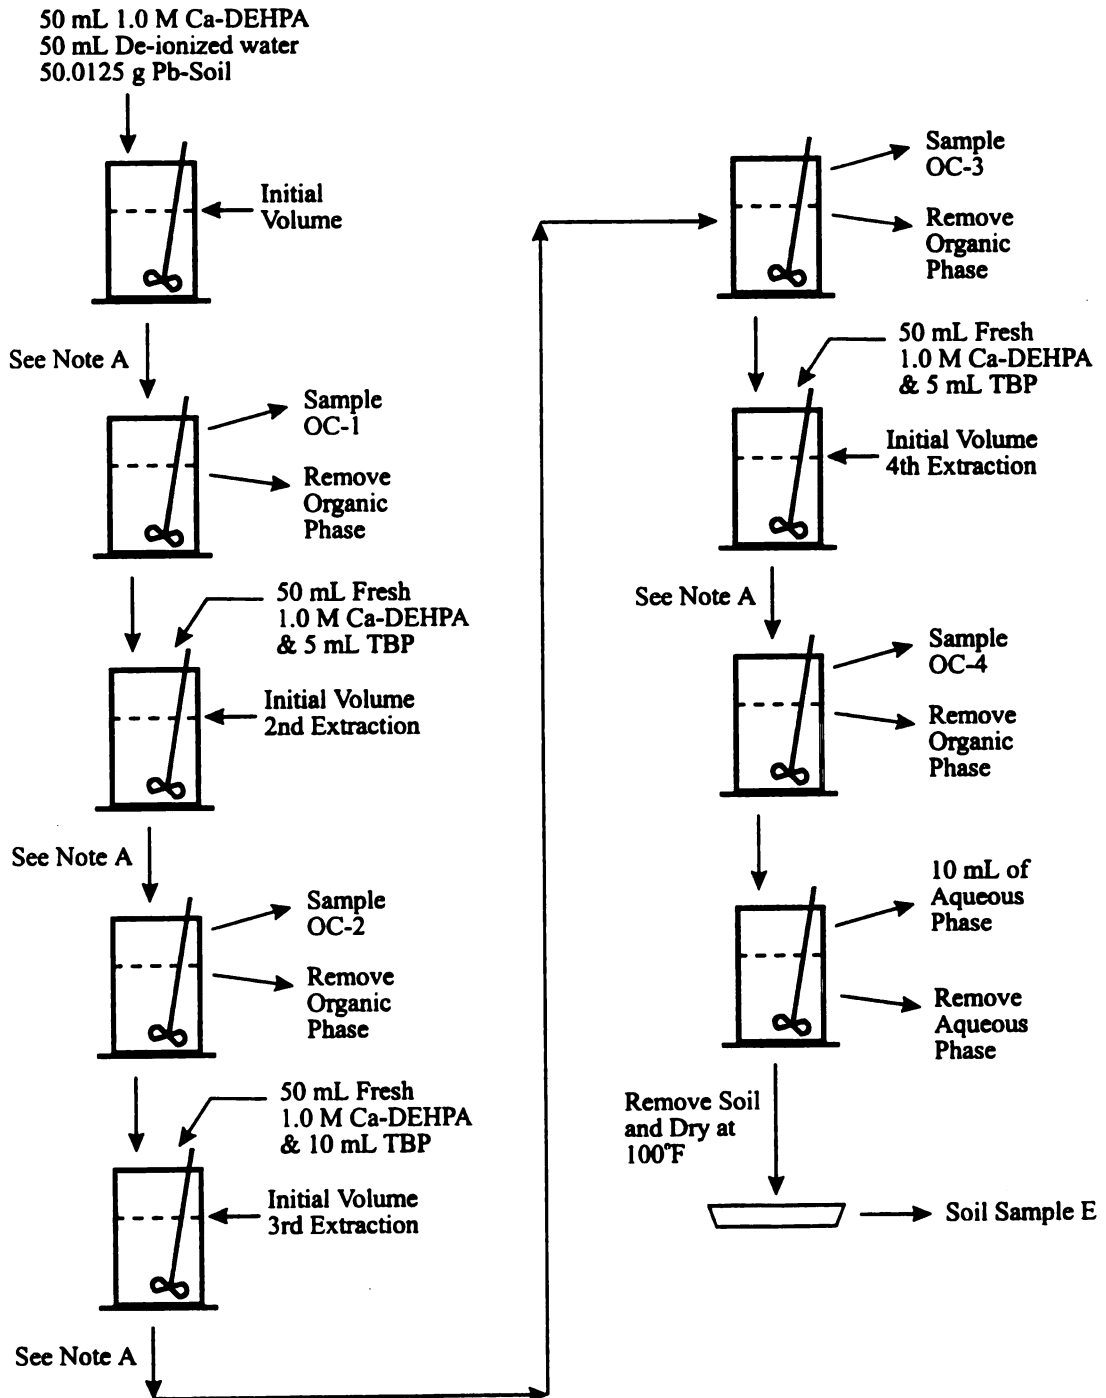 50 mL 1.0 M Ca-DEHPA
50 mL De-ionized water
50.0125 g Pb-Soil
Initial
Volume
See Note A
Sample
OC-1
Remove
Organic
Phase
50 mL Fresh
1.0 M Ca-DEHPA
& 5 mL TBP
Initial Volume
2nd Extraction
See Note A
Sample
OC-2
Remove
Organic
Phase
50 mL Fresh
1.0 M Ca-DEHPA
& 10 mL TBP
Initial Volume
3rd Extraction
See Note A
Sample
OC-3
Remove
Organic
Phase
50 mL Fresh
1.0 M Ca-DEHPA
& 5 mL TBP
Initial Volume
4th Extraction
See Note A
Sample
OC-4
Remove
Organic
Phase
10 mL of
Aqueous
Phase
Remove
Aqueous
Phase
Remove Soil
and Dry at
100°F
Soil Sample E